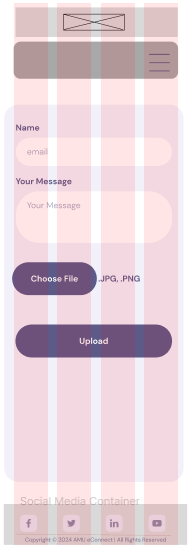 Name
email
Your Message
Your Message
Choose File .JPG, .PNG
Upload
Social Media Container
Copyright © 2024 AMU eConnect | All Rights Reserved